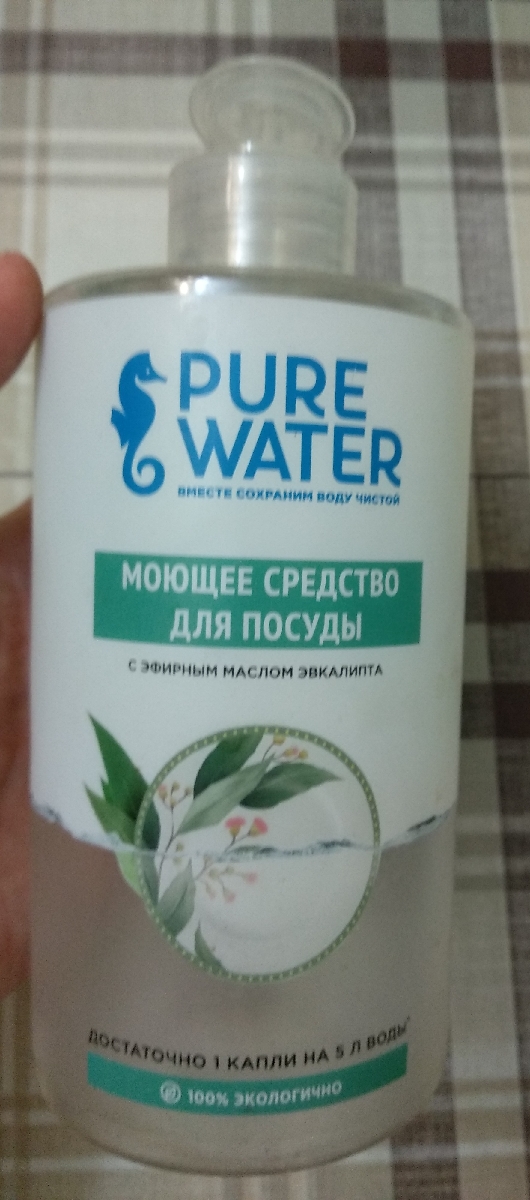 PURE
WATER
ВМЕСТЕ СОХРАНИМ ВОДУ ЧИСТОЙ
МОЮЩЕЕ СРЕДСТВО
ДЛЯ ПОСУДЫ
С ЭФИРНЫМ МАСЛОМ ЭВКАЛИПТА
ДОСТАТОЧНО 1 КАПЛИ НА 5 Л ВОДЫ*
100% ЭКОЛОГИЧНО